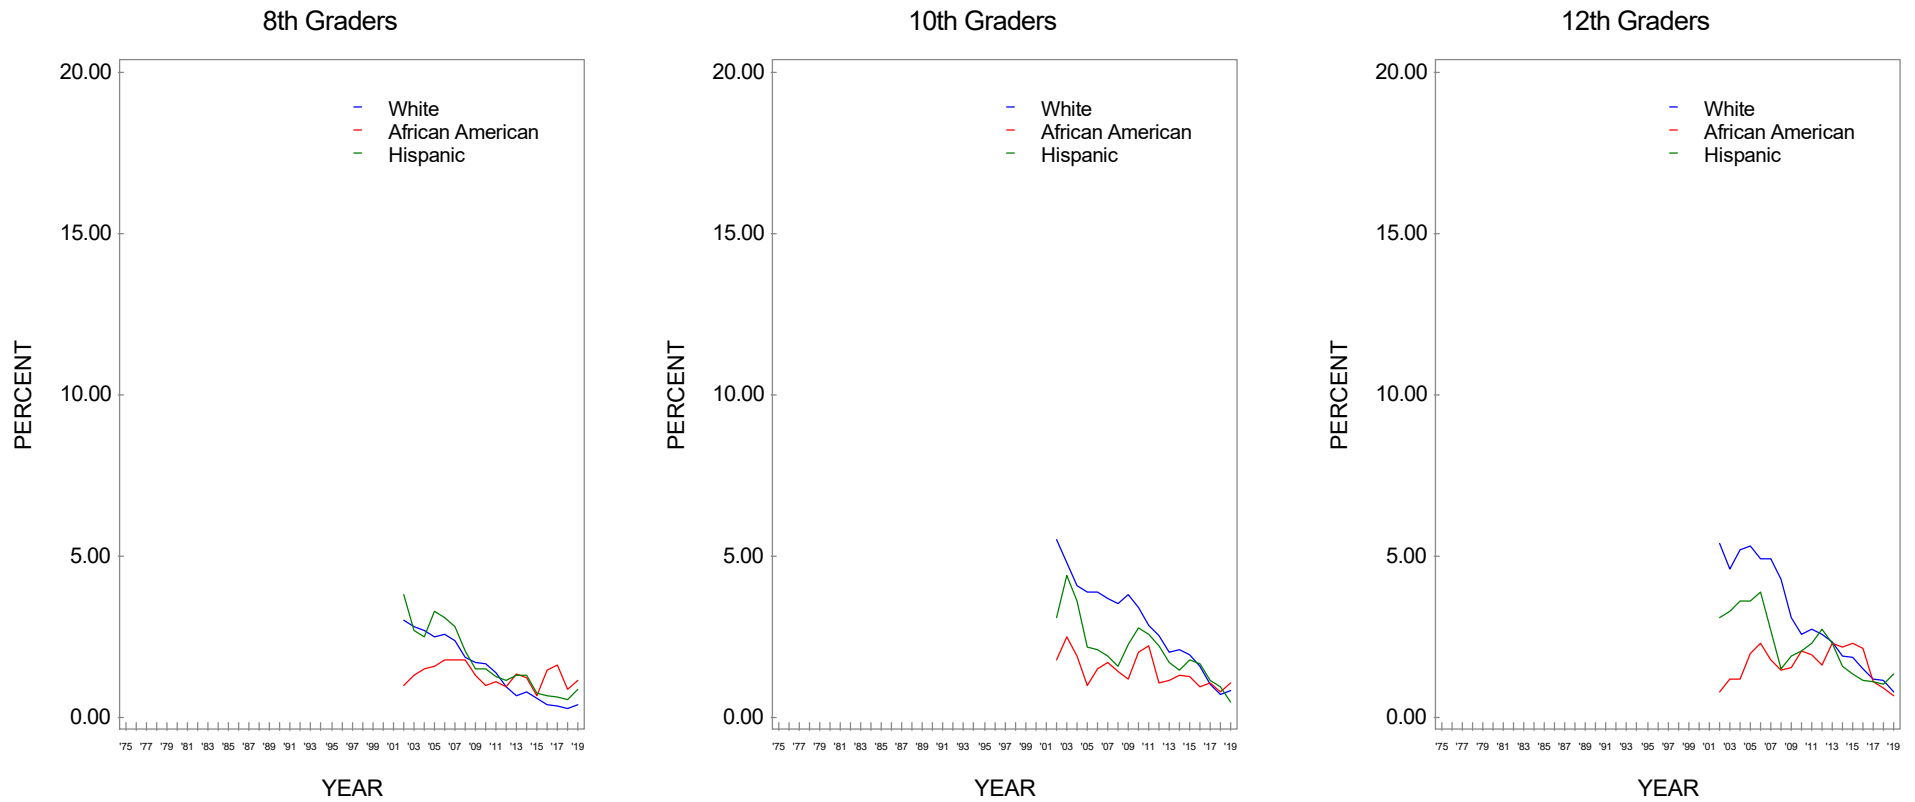 8th Graders
20.00
15.00
10.00
5.00
0.00
PERCENT
White
African American
Hispanic
'75 '77 '79 '81 '83 '85 '87 '89 '91 '93 '95 '97 '99 '01 '03 '05 '07 '09 '11 '13 '15 '17 '19
YEAR
10th Graders
20.00
15.00
10.00
5.00
0.00
PERCENT
White
African American
Hispanic
'75 '77 '79 '81 '83 '85 '87 '89 '91 '93 '95 '97 '99 '01 '03 '05 '07 '09 '11 '13 '15 '17 '19
YEAR
12th Graders
20.00
15.00
10.00
5.00
0.00
PERCENT
White
African American
Hispanic
'75 '77 '79 '81 '83 '85 '87 '89 '91 '93 '95 '97 '99 '01 '03 '05 '07 '09 '11 '13 '15 '17 '19
YEAR